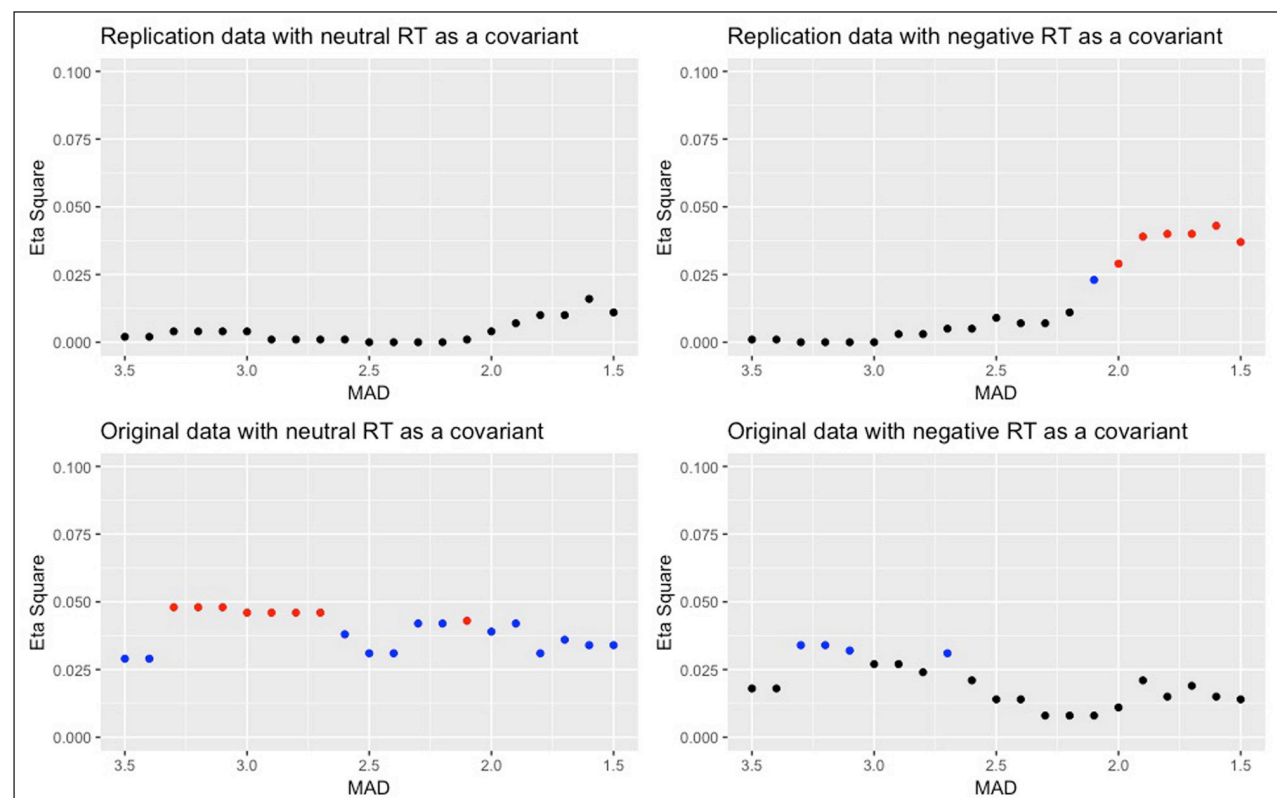 Replication data with neutral RT as a covariant
0.100
0.075
0.050
0.025
0.000
Eta Square
3.5 3.0 2.5 2.0 1.5
MAD
Replication data with negative RT as a covariant
0.100
0.075
0.050
0.025
0.000
Eta Square
3.5 3.0 2.5 2.0 1.5
MAD
Original data with neutral RT as a covariant
0.100
0.075
0.050
0.025
0.000
Eta Square
3.5 3.0 2.5 2.0 1.5
MAD
Original data with negative RT as a covariant
0.100
0.075
0.050
0.025
0.000
Eta Square
3.5 3.0 2.5 2.0 1.5
MAD